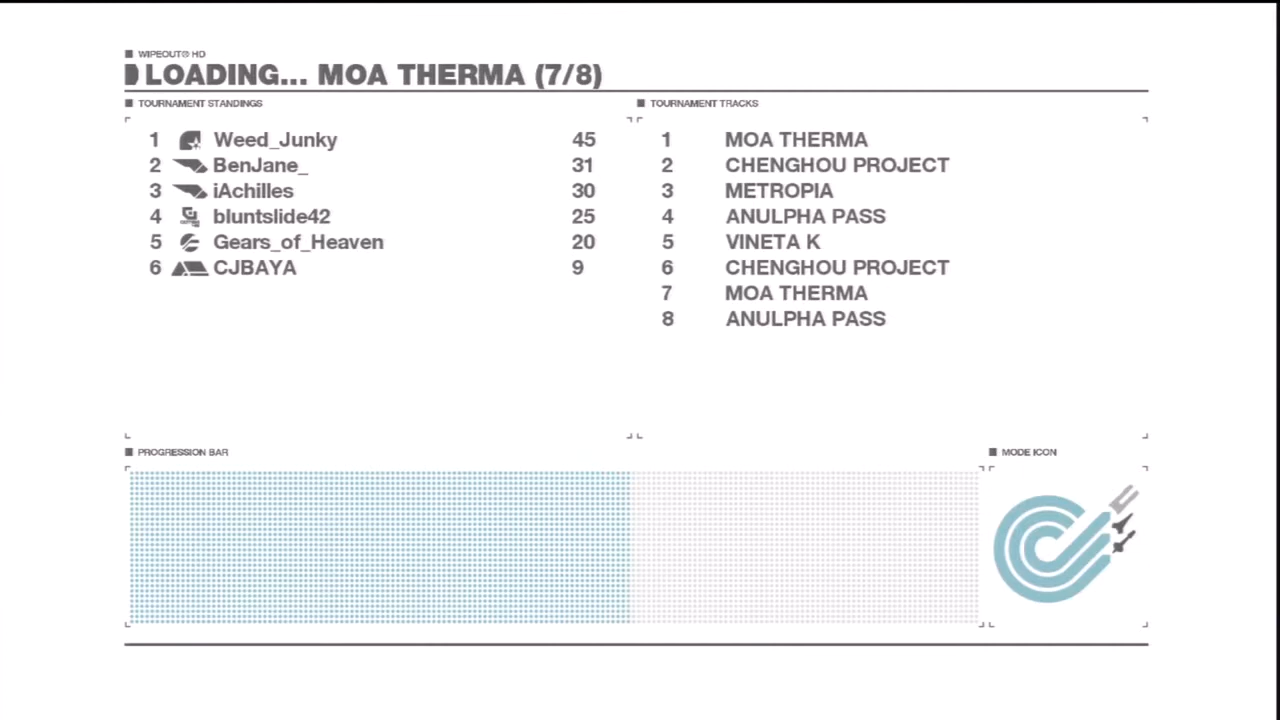 WIPEOUT® HD
LOADING... MOA THERMA (7/8)
TOURNAMENT STANDINGS
1 Weed_Junky 45
2 BenJane_ 31
3 iAchilles 30
4 bluntslide42 25
5 Gears_of_Heaven 20
6 CJBAYA 9
TOURNAMENT TRACKS
1 MOA THERMA
2 CHENGHOU PROJECT
3 METROPIA
4 ANULPHA PASS
5 VINETA K
6 CHENGHOU PROJECT
7 MOA THERMA
8 ANULPHA PASS
PROGRESSION BAR
MODE ICON